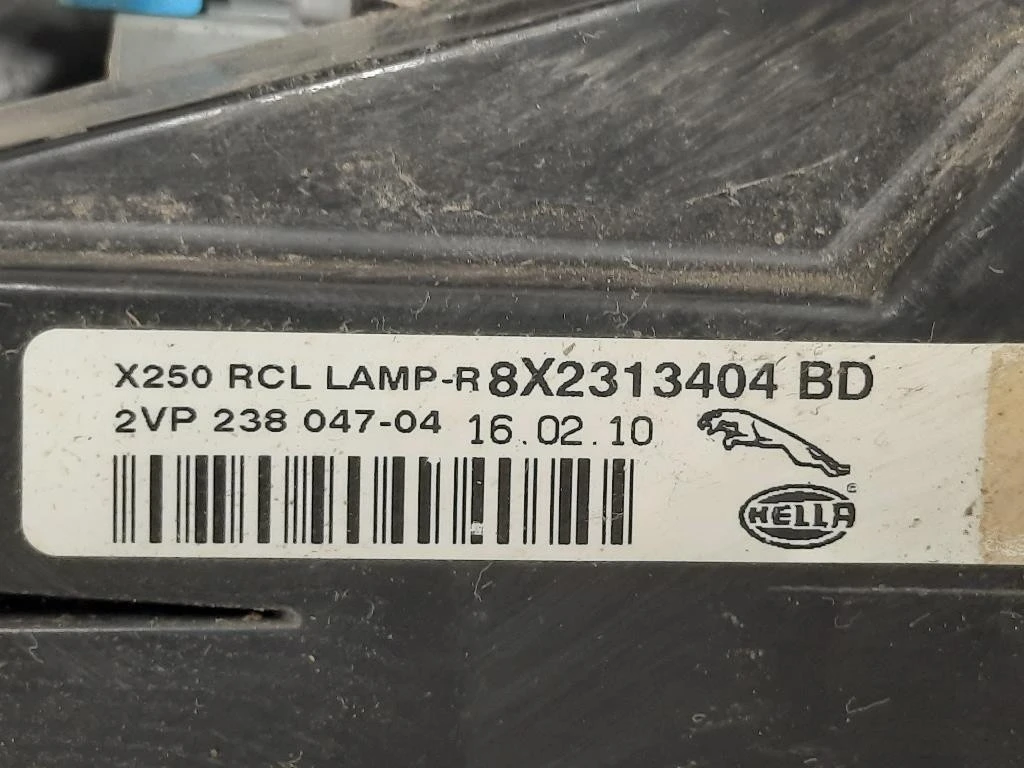 X250 RCL LAMP-R 8X2313404 BD
2VP 238 047-04 16.02.10
HELLA ®